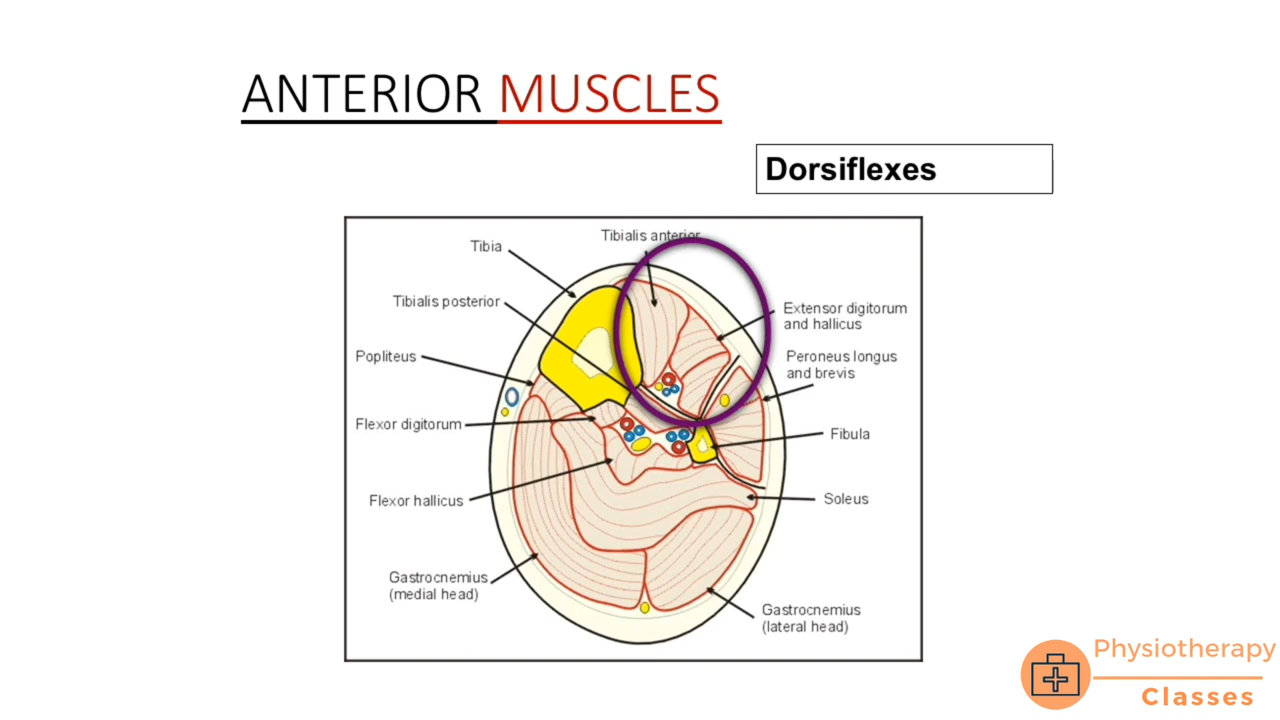 ANTERIOR MUSCLES
Dorsiflexes
Tibialis anterior
Tibia
Tibialis posterior
Extensor digitorum
and hallicus
Popliteus
Peroneus longus
and brevis
Flexor digitorum
Fibula
Flexor hallicus
Soleus
Gastrocnemius
(medial head)
Gastrocnemius
(lateral head)
Physiotherapy
Classes